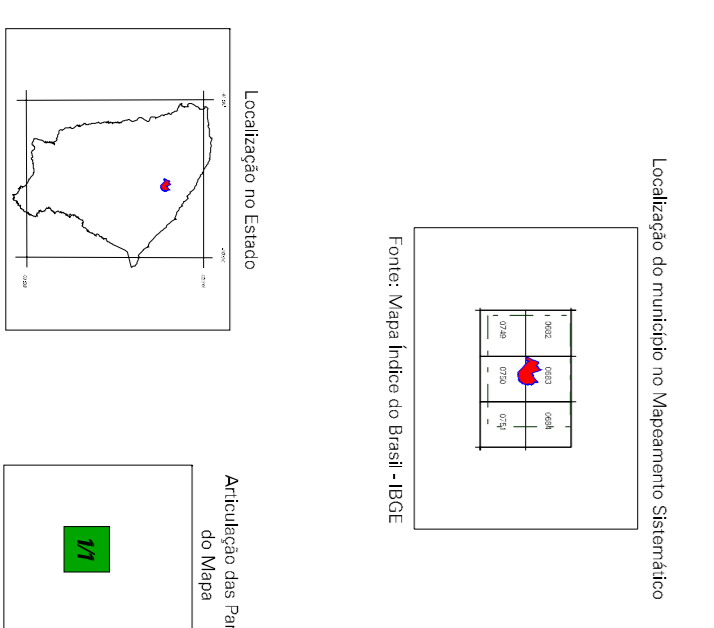 Localização do município no Mapeamento Sistemático
0682
0683
0684
0749
0750
0751
Fonte: Mapa Índice do Brasil - IBGE
Localização no Estado
Articulação das Par
do Mapa
1/1